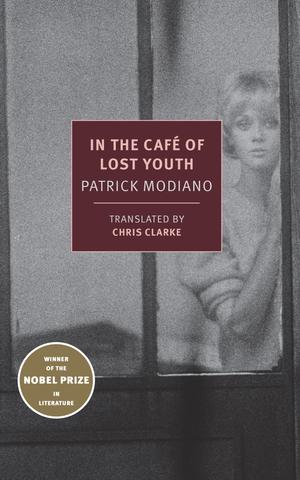 IN THE CAFÉ OF
LOST YOUTH
PATRICK MODIANO
TRANSLATED BY
CHRIS CLARKE
WINNER
OF THE
NOBEL PRIZE
IN
LITERATURE